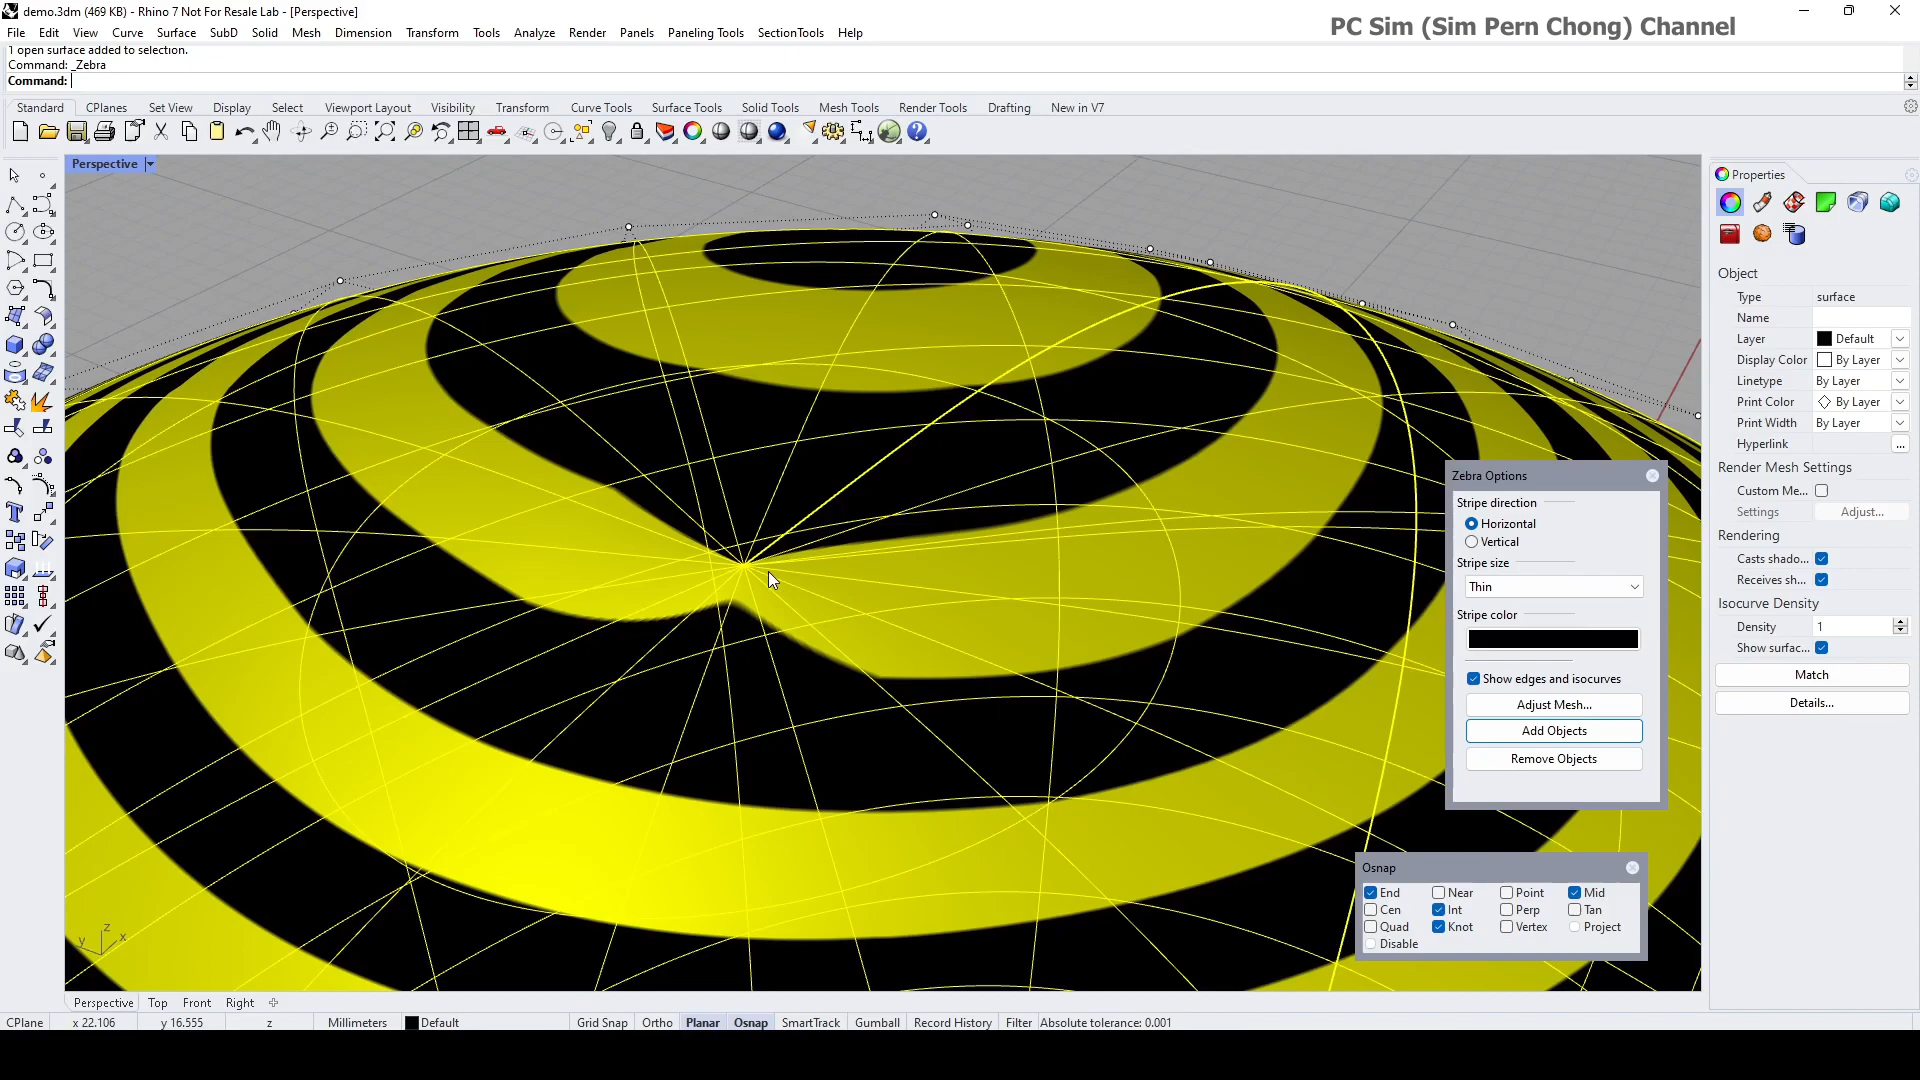 demo.3dm (469 KB) - Rhino 7 Not For Resale Lab - [Perspective]
PC Sim (Sim Pern Chong) Channel
File Edit View Curve Surface SubD Solid Mesh Dimension Transform Tools Analyze Render Panels Paneling Tools SectionTools Help
1 open surface added to selection.
Command: _Zebra
Command:
Standard CPlanes Set View Display Select Viewport Layout Visibility Transform Curve Tools Surface Tools Solid Tools Mesh Tools Render Tools Drafting New in V7
Perspective
Properties
Object
Type surface
Name
Layer Default
Display Color By Layer
Linetype By Layer
Print Color By Layer
Print Width By Layer
Hyperlink ...
Render Mesh Settings
Custom Me...
Settings Adjust...
Rendering
Casts shado...
Receives sh...
Isocurve Density
Density 1
Show surfac...
Match
Details...
Zebra Options
Stripe direction
Horizontal
Vertical
Stripe size
Thin
Stripe color
Show edges and isocurves
Adjust Mesh...
Add Objects
Remove Objects
Osnap
End Near Point Mid
Cen Int Perp Tan
Quad Knot Vertex Project
Disable
z
y x
Perspective Top Front Right
CPlane x 22.106 y 16.555 z Millimeters Default Grid Snap Ortho Planar Osnap SmartTrack Gumball Record History Filter Absolute tolerance: 0.001